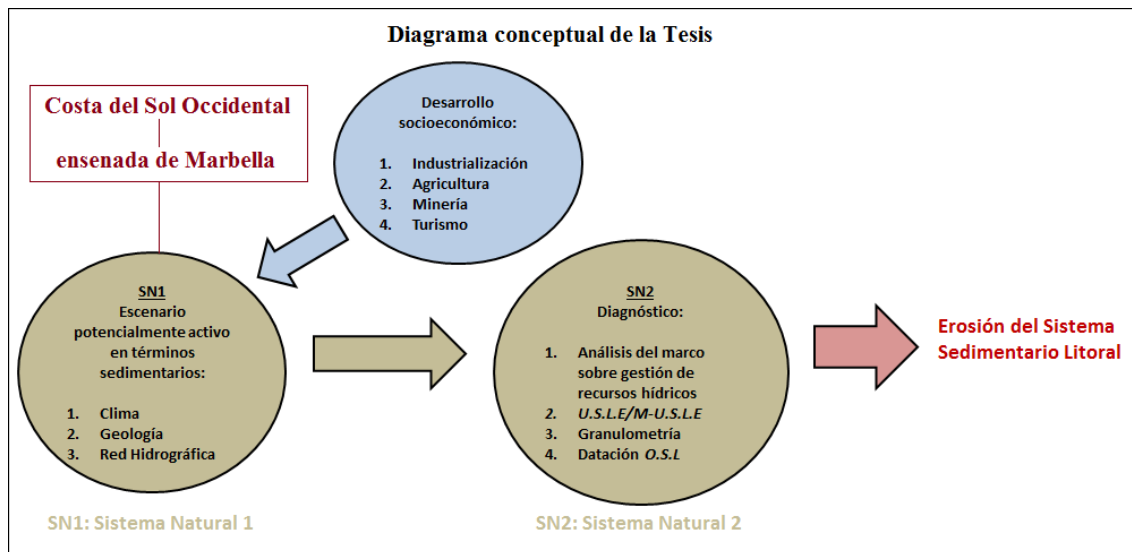 Diagrama conceptual de la Tesis
Costa del Sol Occidental
ensenada de Marbella
Desarrollo
socioeconómico:
1. Industrialización
2. Agricultura
3. Minería
4. Turismo
SN1
Escenario
potencialmente activo
en términos
sedimentarios:
1. Clima
2. Geología
3. Red Hidrográfica
SN2
Diagnóstico:
1. Análisis del marco
sobre gestión de
recursos hídricos
2. U.S.L.E/M-U.S.L.E
3. Granulometría
4. Datación O.S.L
Erosión del Sistema
Sedimentario Litoral
SN1: Sistema Natural 1
SN2: Sistema Natural 2